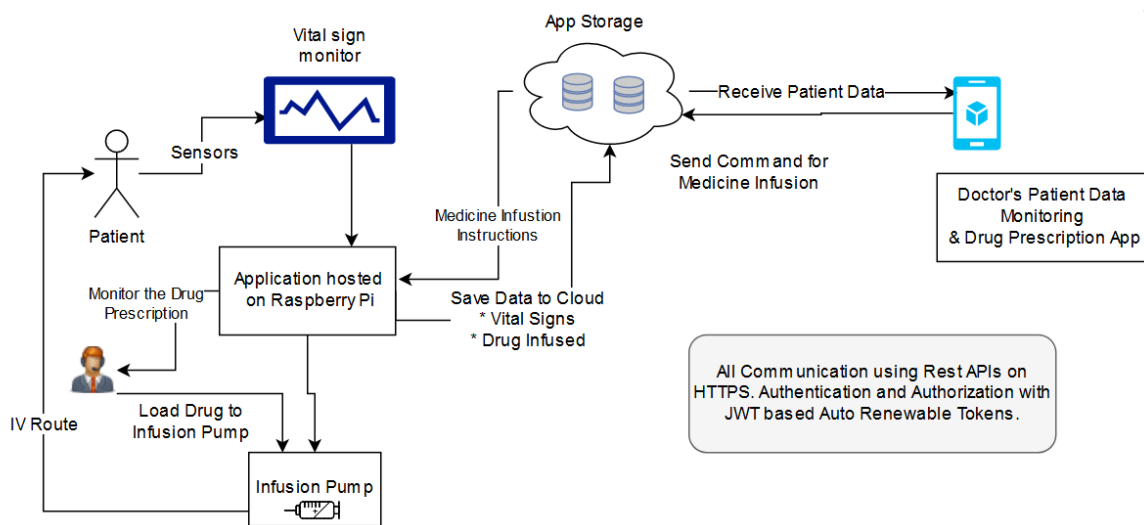 App Storage
Vital sign
monitor
Receive Patient Data
Sensors
Send Command for
Medicine Infusion
Doctor's Patient Data
Monitoring
& Drug Prescription App
Patient
Medicine Infustion
Instructions
Application hosted
on Raspberry Pi
Monitor the Drug
Prescription
Save Data to Cloud
* Vital Signs
* Drug Infused
All Communication using Rest APIs on
HTTPS. Authentication and Authorization with
JWT based Auto Renewable Tokens.
IV Route
Load Drug to
Infusion Pump
Infusion Pump